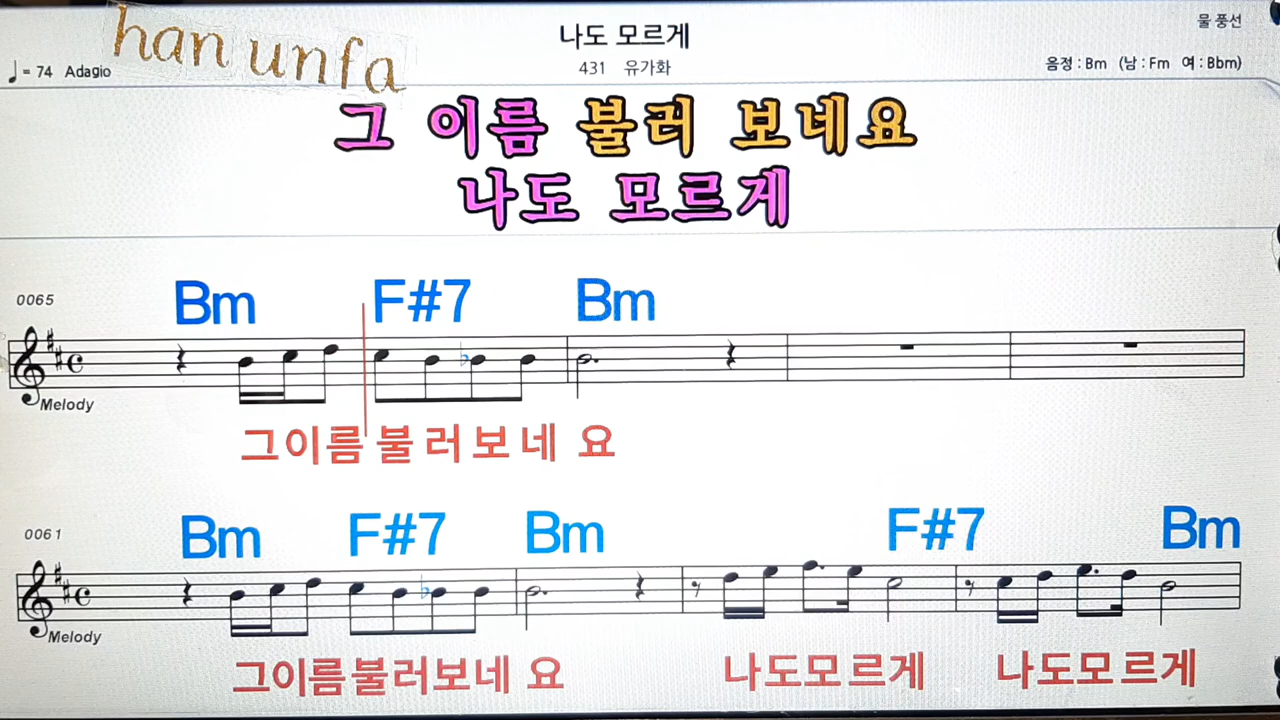 han unfa
나도 모르게
물 풍선
= 74 Adagio
431 유가화
음정 : Bm (남 : Fm 여 : Bbm)
그 이름 불러 보네요
나도 모르게
0065
Bm F#7 Bm
Melody
그이름 불러보네 요
0061
Bm F#7 Bm F#7 Bm
Melody
그이름불러보네 요 나도모르게 나도모르게